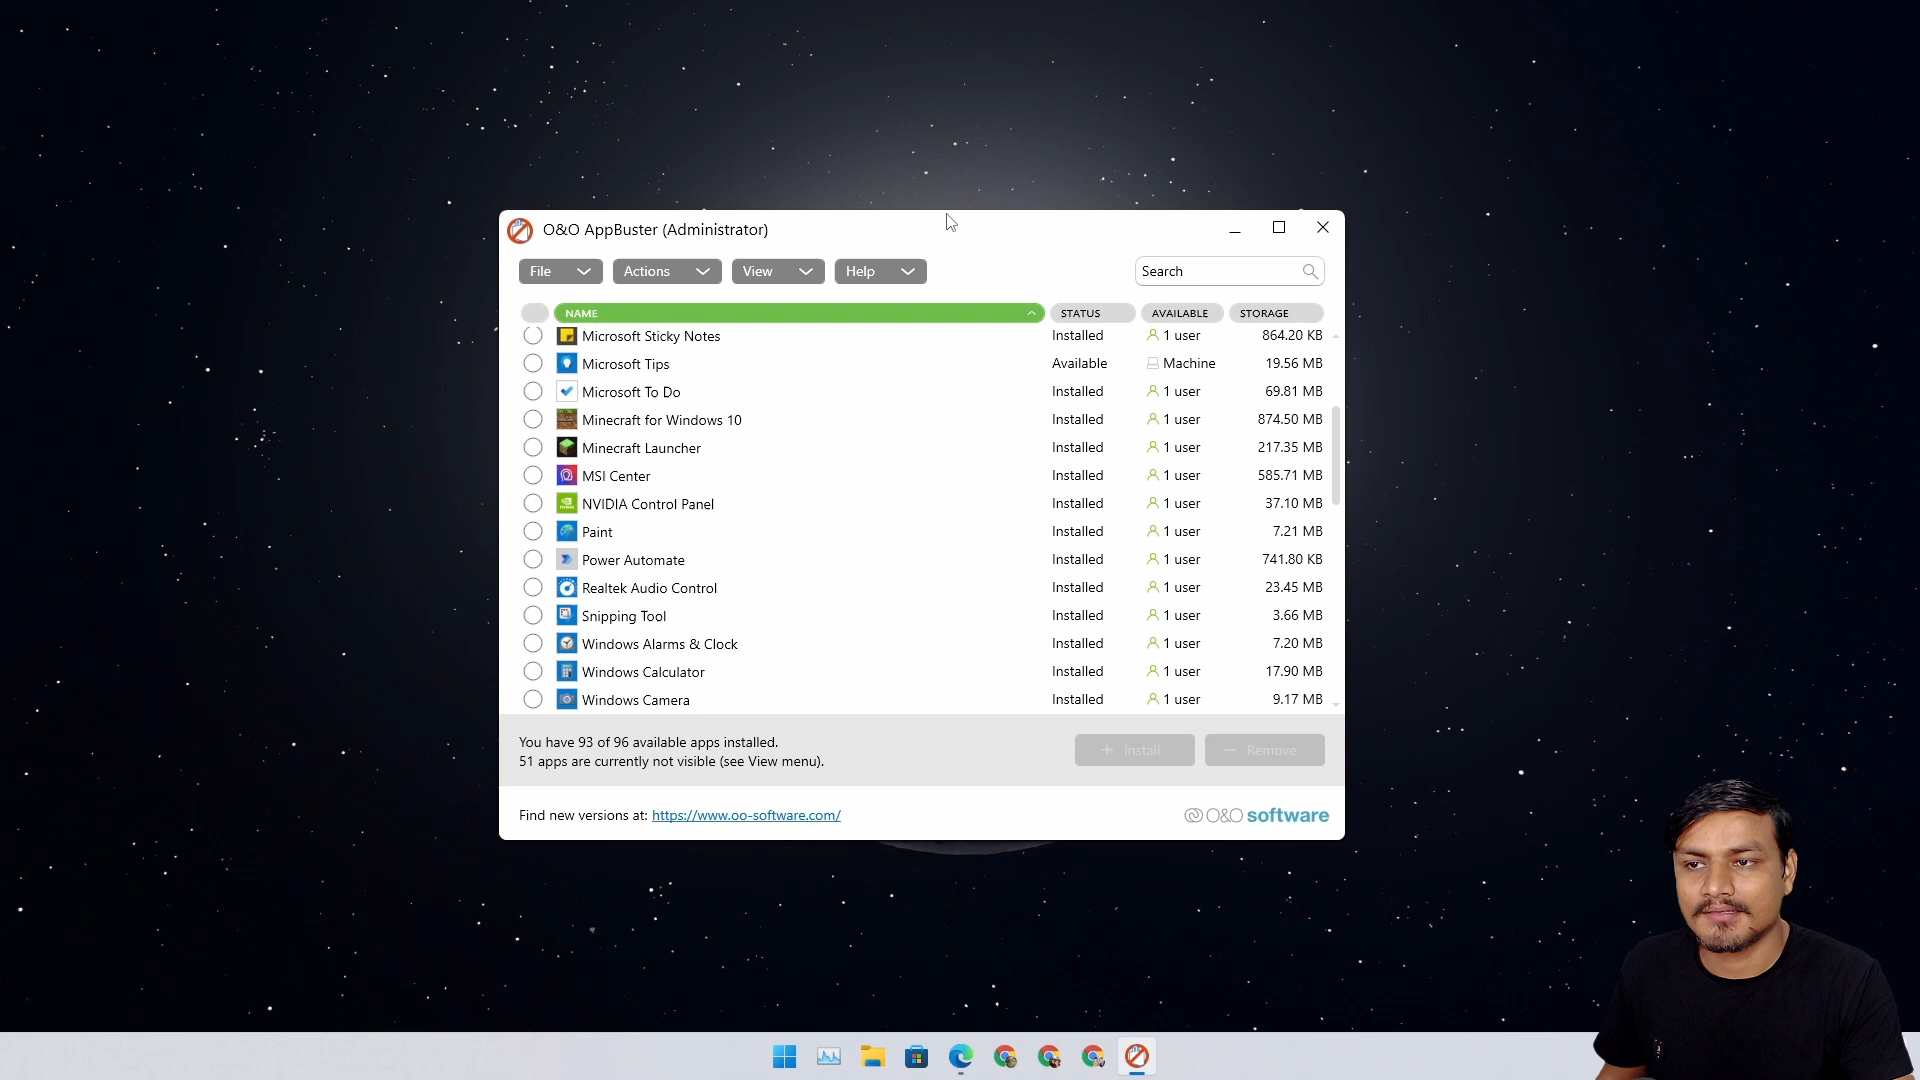 O&O AppBuster (Administrator)
File Actions View Help Search
NAME STATUS AVAILABLE STORAGE
Microsoft Sticky Notes Installed 1 user 864.20 KB
Microsoft Tips Available Machine 19.56 MB
Microsoft To Do Installed 1 user 69.81 MB
Minecraft for Windows 10 Installed 1 user 874.50 MB
Minecraft Launcher Installed 1 user 217.35 MB
MSI Center Installed 1 user 585.71 MB
NVIDIA Control Panel Installed 1 user 37.10 MB
Paint Installed 1 user 7.21 MB
Power Automate Installed 1 user 741.80 KB
Realtek Audio Control Installed 1 user 23.45 MB
Snipping Tool Installed 1 user 3.66 MB
Windows Alarms & Clock Installed 1 user 7.20 MB
Windows Calculator Installed 1 user 17.90 MB
Windows Camera Installed 1 user 9.17 MB
You have 93 of 96 available apps installed.
51 apps are currently not visible (see View menu).
+ Install − Remove
Find new versions at: https://www.oo-software.com/
O&O software